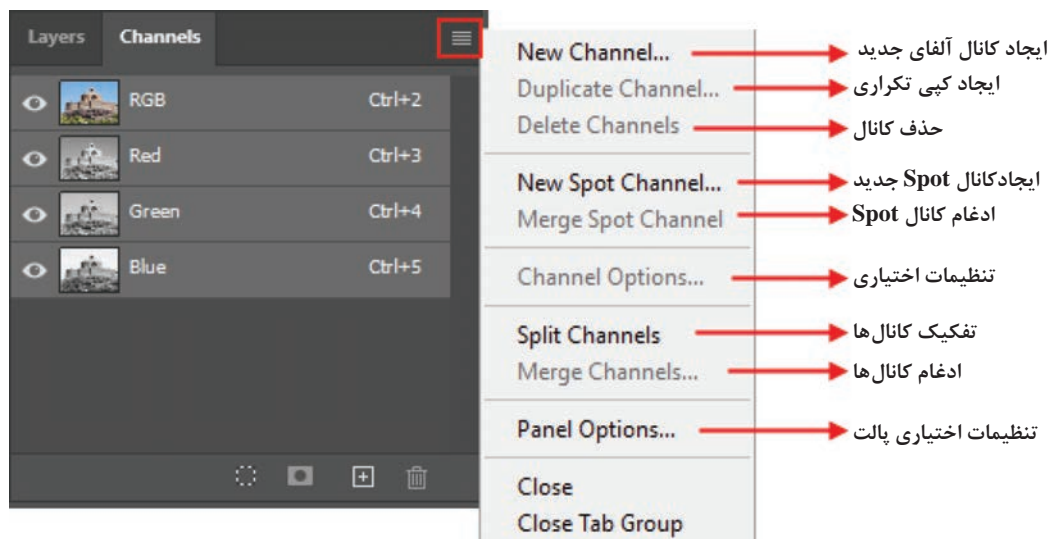 Layers Channels
RGB Ctrl+2
Red Ctrl+3
Green Ctrl+4
Blue Ctrl+5
New Channel... ایجاد کانال آلفای جدید
Duplicate Channel... ایجاد کپی تکراری
Delete Channels حذف کانال
New Spot Channel... ایجادکانال Spot جدید
Merge Spot Channel ادغام کانال Spot
Channel Options... تنظیمات اختیاری
Split Channels تفکیک کانال‌ها
Merge Channels... ادغام کانال‌ها
Panel Options... تنظیمات اختیاری پالت
Close
Close Tab Group